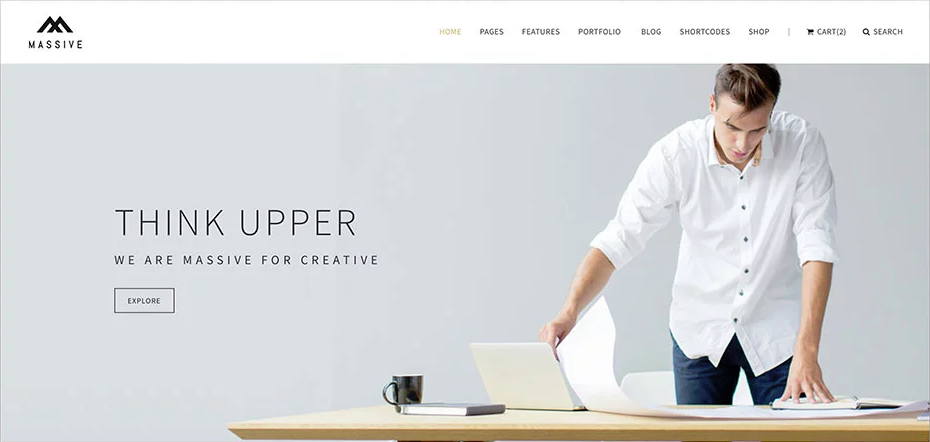 MASSIVE
HOME PAGES FEATURES PORTFOLIO BLOG SHORTCODES SHOP | CART(2) SEARCH
THINK UPPER
WE ARE MASSIVE FOR CREATIVE
EXPLORE